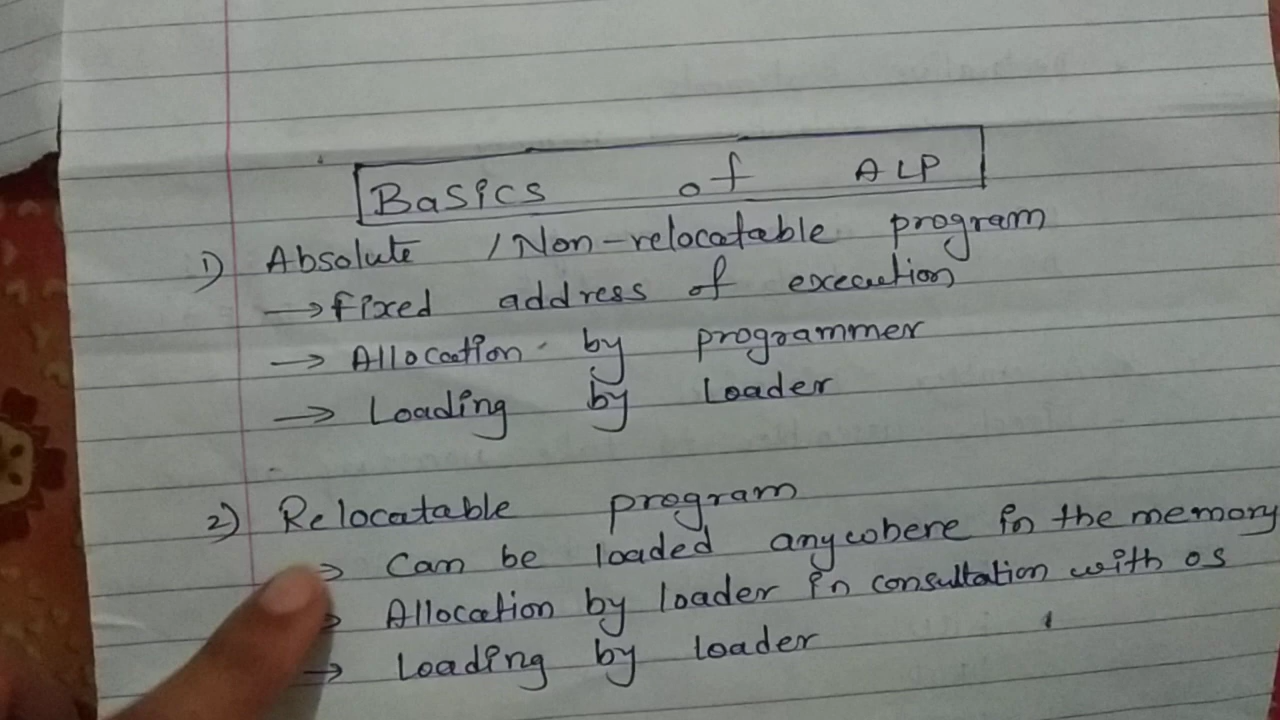 Basics of ALP
1) Absolute / Non-relocatable program
→ fixed address of execution
→ Allocation by programmer
→ Loading by Loader
2) Relocatable program
→ Can be loaded anywhere in the memory
→ Allocation by loader in consultation with os
→ Loading by loader